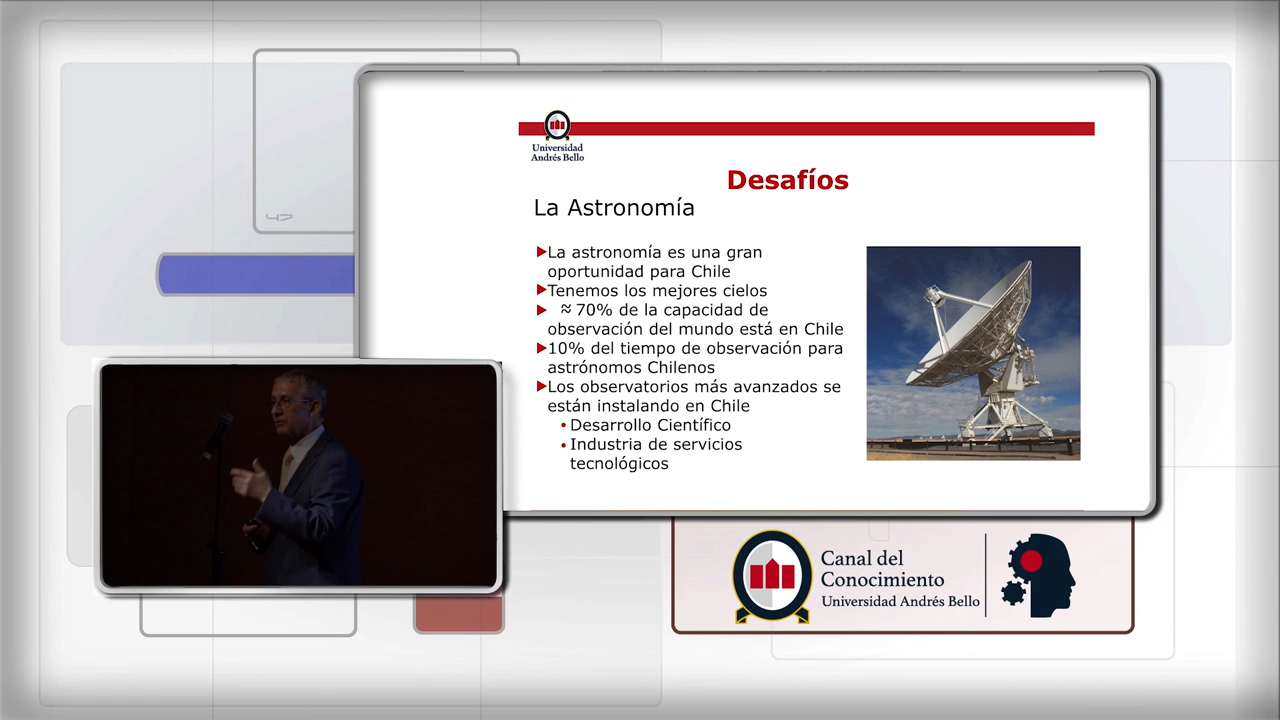 Universidad
Andrés Bello
Desafíos
La Astronomía
La astronomía es una gran
oportunidad para Chile
Tenemos los mejores cielos
≈ 70% de la capacidad de
observación del mundo está en Chile
10% del tiempo de observación para
astrónomos Chilenos
Los observatorios más avanzados se
están instalando en Chile
• Desarrollo Científico
• Industria de servicios
tecnológicos
Canal del
Conocimiento
Universidad Andrés Bello